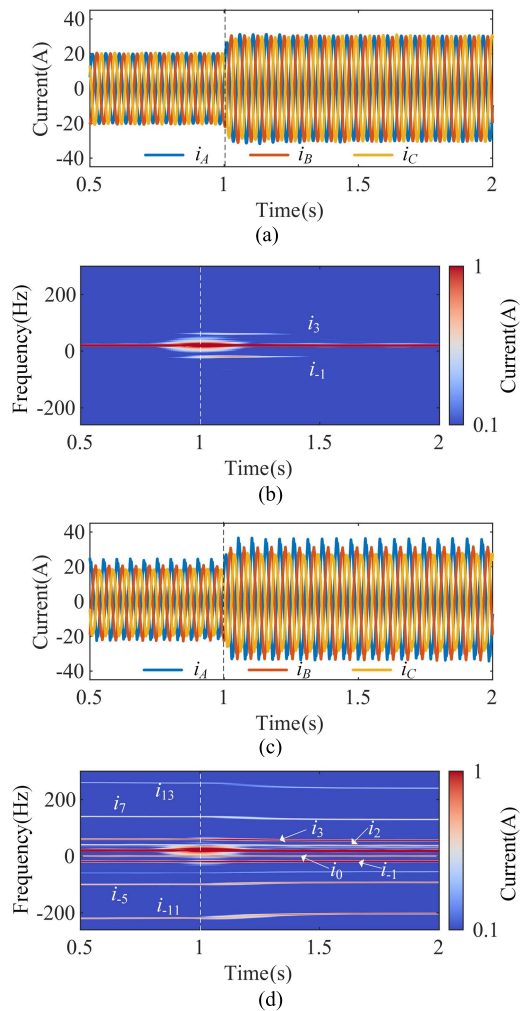 40
20
0
-20
-40
Current(A)
i_A i_B i_C
0.5 1 1.5 2
Time(s)
(a)
200
0
-200
Frequency(Hz)
i_3
i_-1
1
0.1
Current(A)
0.5 1 1.5 2
Time(s)
(b)
40
20
0
-20
-40
Current(A)
i_A i_B i_C
0.5 1 1.5 2
Time(s)
(c)
200
0
-200
Frequency(Hz)
i_13
i_7
i_3 i_2
i_0 i_-1
i_-5
i_-11
1
0.1
Current(A)
0.5 1 1.5 2
Time(s)
(d)